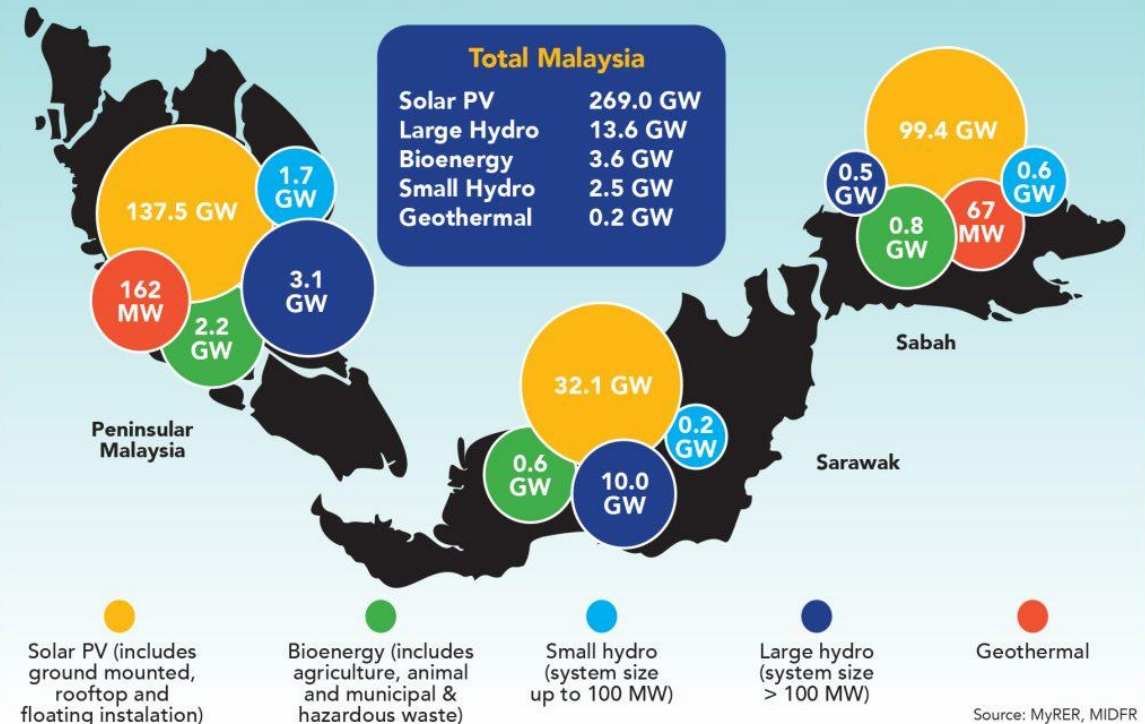 Total Malaysia
Solar PV 269.0 GW
Large Hydro 13.6 GW
Bioenergy 3.6 GW
Small Hydro 2.5 GW
Geothermal 0.2 GW
137.5 GW
1.7
GW
3.1
GW
162
MW
2.2
GW
Peninsular
Malaysia
99.4 GW
0.5
GW
0.6
GW
0.8
GW
67
MW
Sabah
32.1 GW
0.2
GW
0.6
GW
10.0
GW
Sarawak
Solar PV (includes
ground mounted,
rooftop and
floating instalation)
Bioenergy (includes
agriculture, animal
and municipal &
hazardous waste)
Small hydro
(system size
up to 100 MW)
Large hydro
(system size
> 100 MW)
Geothermal
Source: MyRER, MIDFR